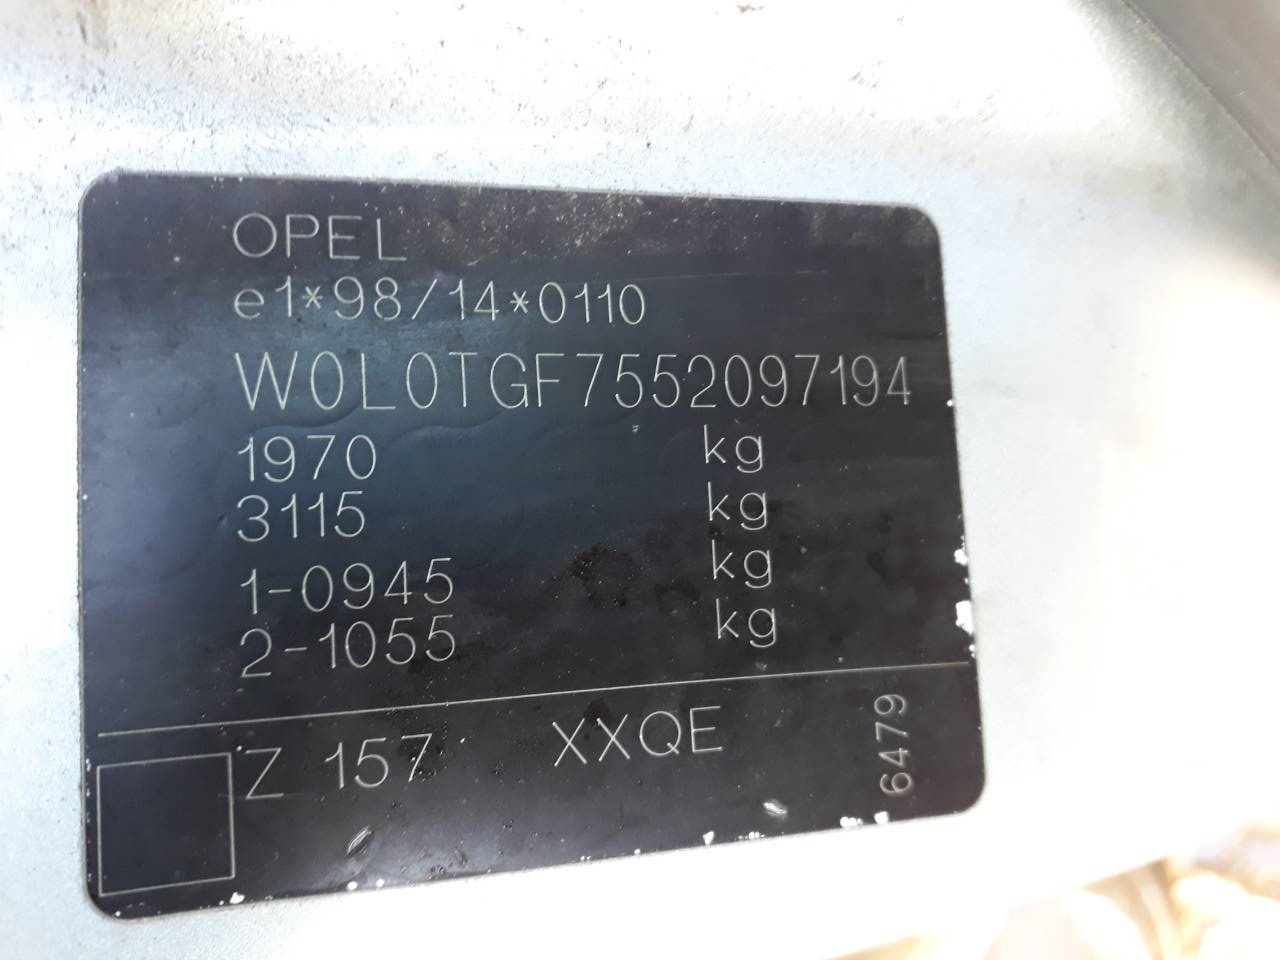 OPEL
e1*98/14*0110
W0L0TGF7552097194
1970 kg
3115 kg
1-0945 kg
2-1055 kg
Z 157 XXQE
6479